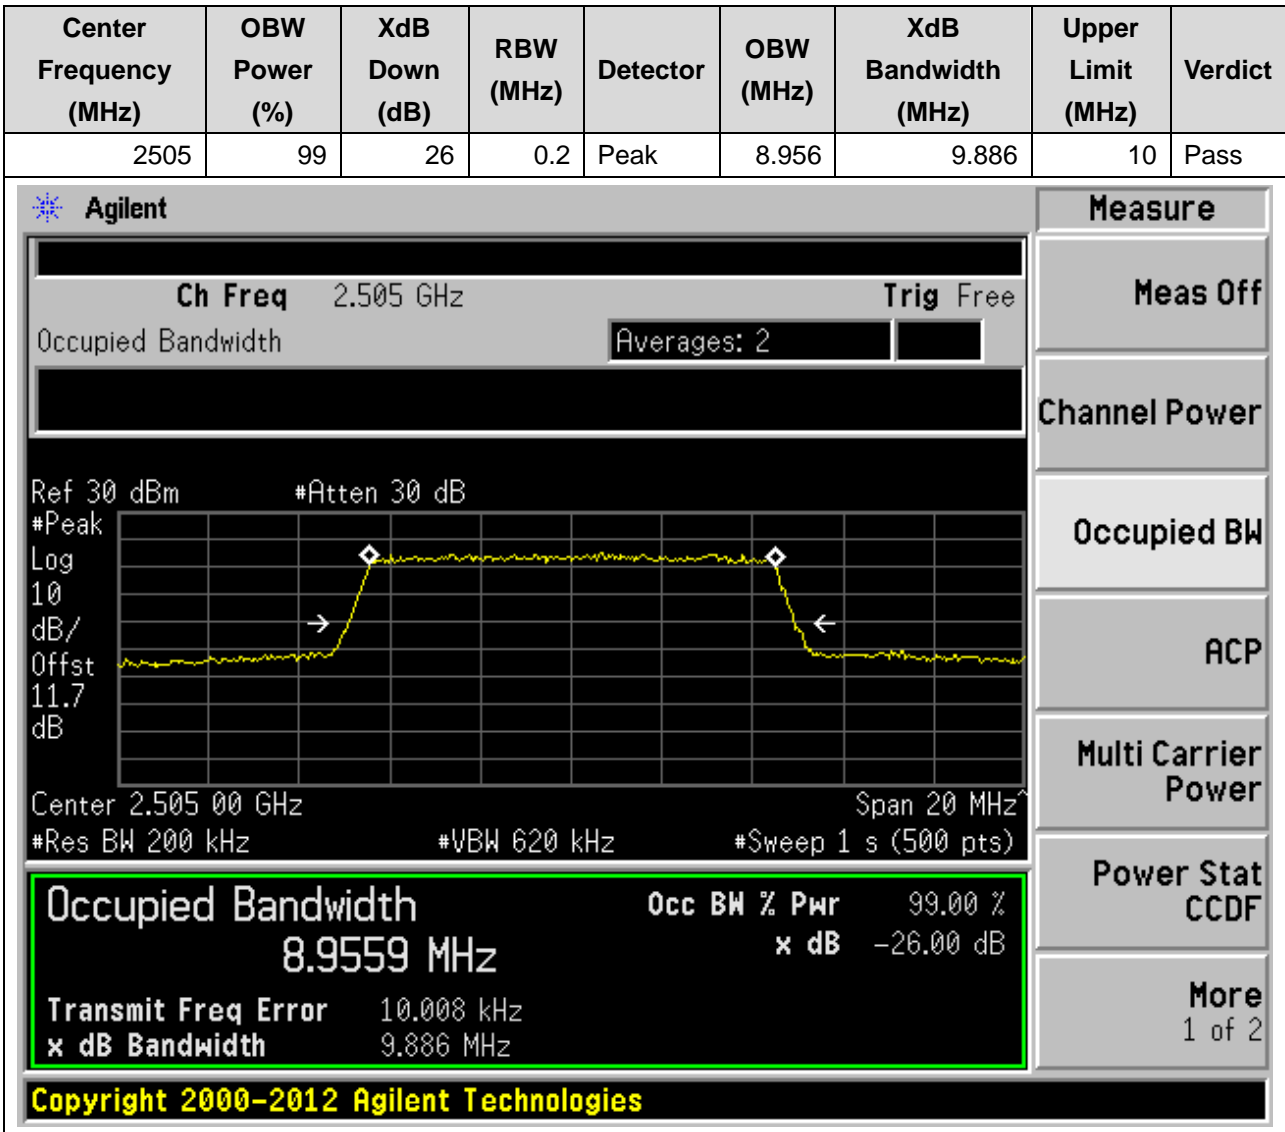 Center Frequency (MHz) OBW Power (%) XdB Down (dB) RBW (MHz) Detector OBW (MHz) XdB Bandwidth (MHz) Upper Limit (MHz) Verdict
2505 99 26 0.2 Peak 8.956 9.886 10 Pass
Agilent
Measure
Ch Freq 2.505 GHz Trig Free
Occupied Bandwidth Averages: 2
Ref 30 dBm #Atten 30 dB
#Peak
Log
10
dB/
Offst
11.7
dB
Center 2.505 00 GHz Span 20 MHz^
#Res BW 200 kHz #VBW 620 kHz #Sweep 1 s (500 pts)
Occupied Bandwidth Occ BW % Pwr 99.00 %
8.9559 MHz x dB -26.00 dB
Transmit Freq Error 10.008 kHz
x dB Bandwidth 9.886 MHz
Meas Off
Channel Power
Occupied BW
ACP
Multi Carrier
Power
Power Stat
CCDF
More
1 of 2
Copyright 2000-2012 Agilent Technologies